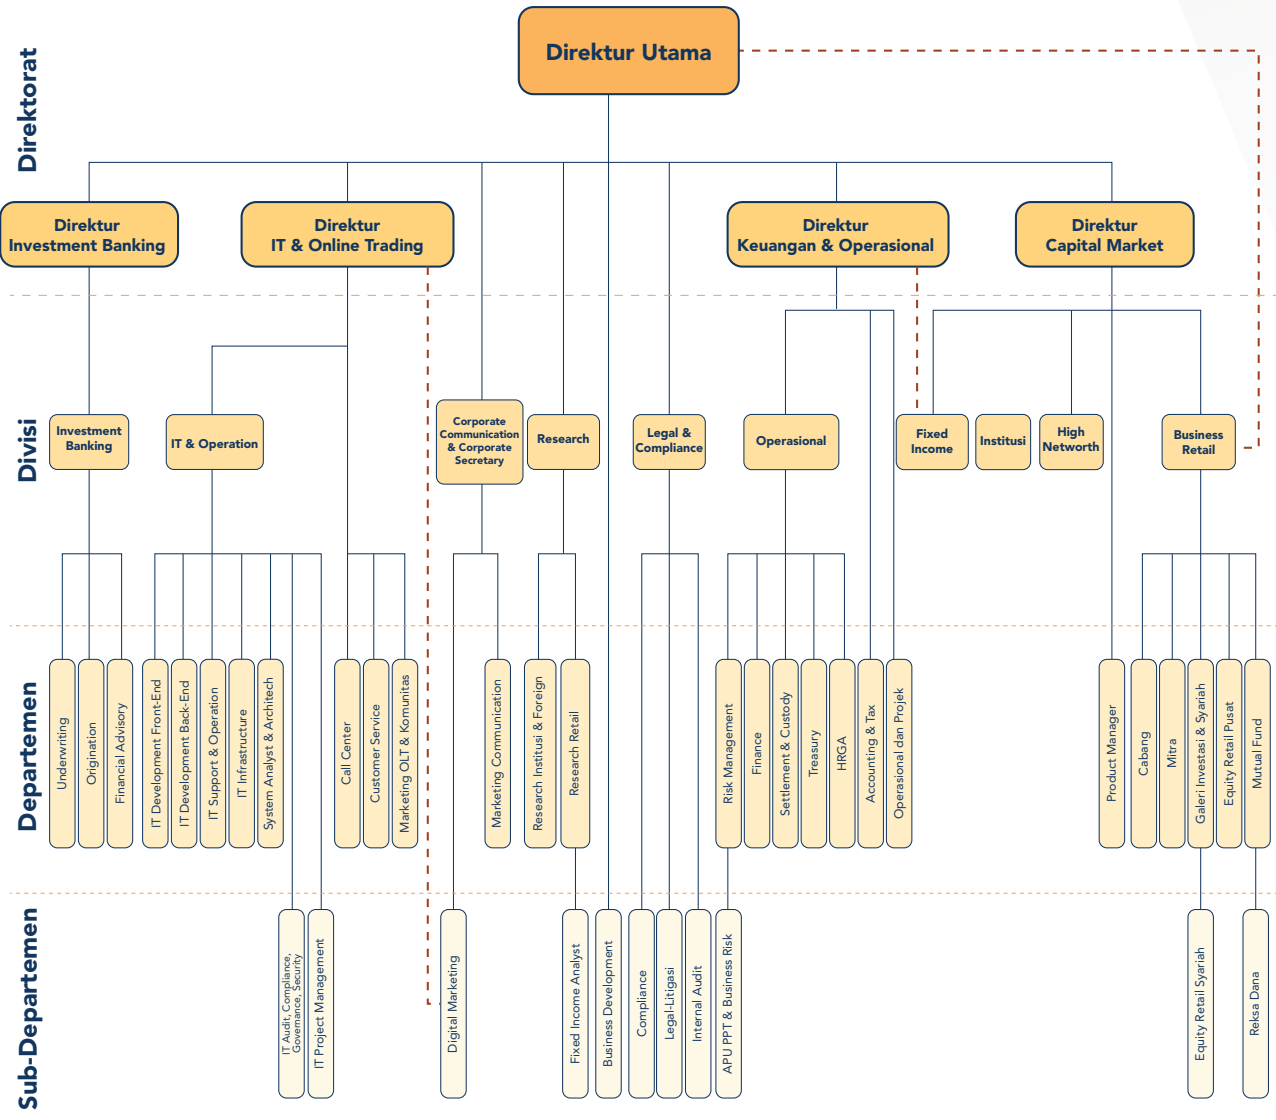 Direktorat
Direktur Utama
Direktur
Investment Banking
Direktur
IT & Online Trading
Direktur
Keuangan & Operasional
Direktur
Capital Market
Divisi
Investment
Banking
IT & Operation
Corporate
Communication
& Corporate
Secretary
Research
Legal &
Compliance
Operasional
Fixed
Income
Institusi
High
Networth
Business
Retail
Departemen
Underwriting
Origination
Financial Advisory
IT Development Front-End
IT Development Back-End
IT Support & Operation
IT Infrastructure
System Analyst & Architech
Call Center
Customer Service
Marketing OLT & Komunitas
Marketing Communication
Research Institusi & Foreign
Research Retail
Risk Management
Finance
Settlement & Custody
Treasury
HRGA
Accounting & Tax
Operasional dan Projek
Product Manager
Cabang
Mitra
Galeri Investasi & Syariah
Equity Retail Pusat
Mutual Fund
Sub-Departemen
IT Audit, Compliance,
Governance, Security
IT Project Management
Digital Marketing
Fixed Income Analyst
Business Development
Compliance
Legal-Litigasi
Internal Audit
APU PPT & Business Risk
Equity Retail Syariah
Reksa Dana